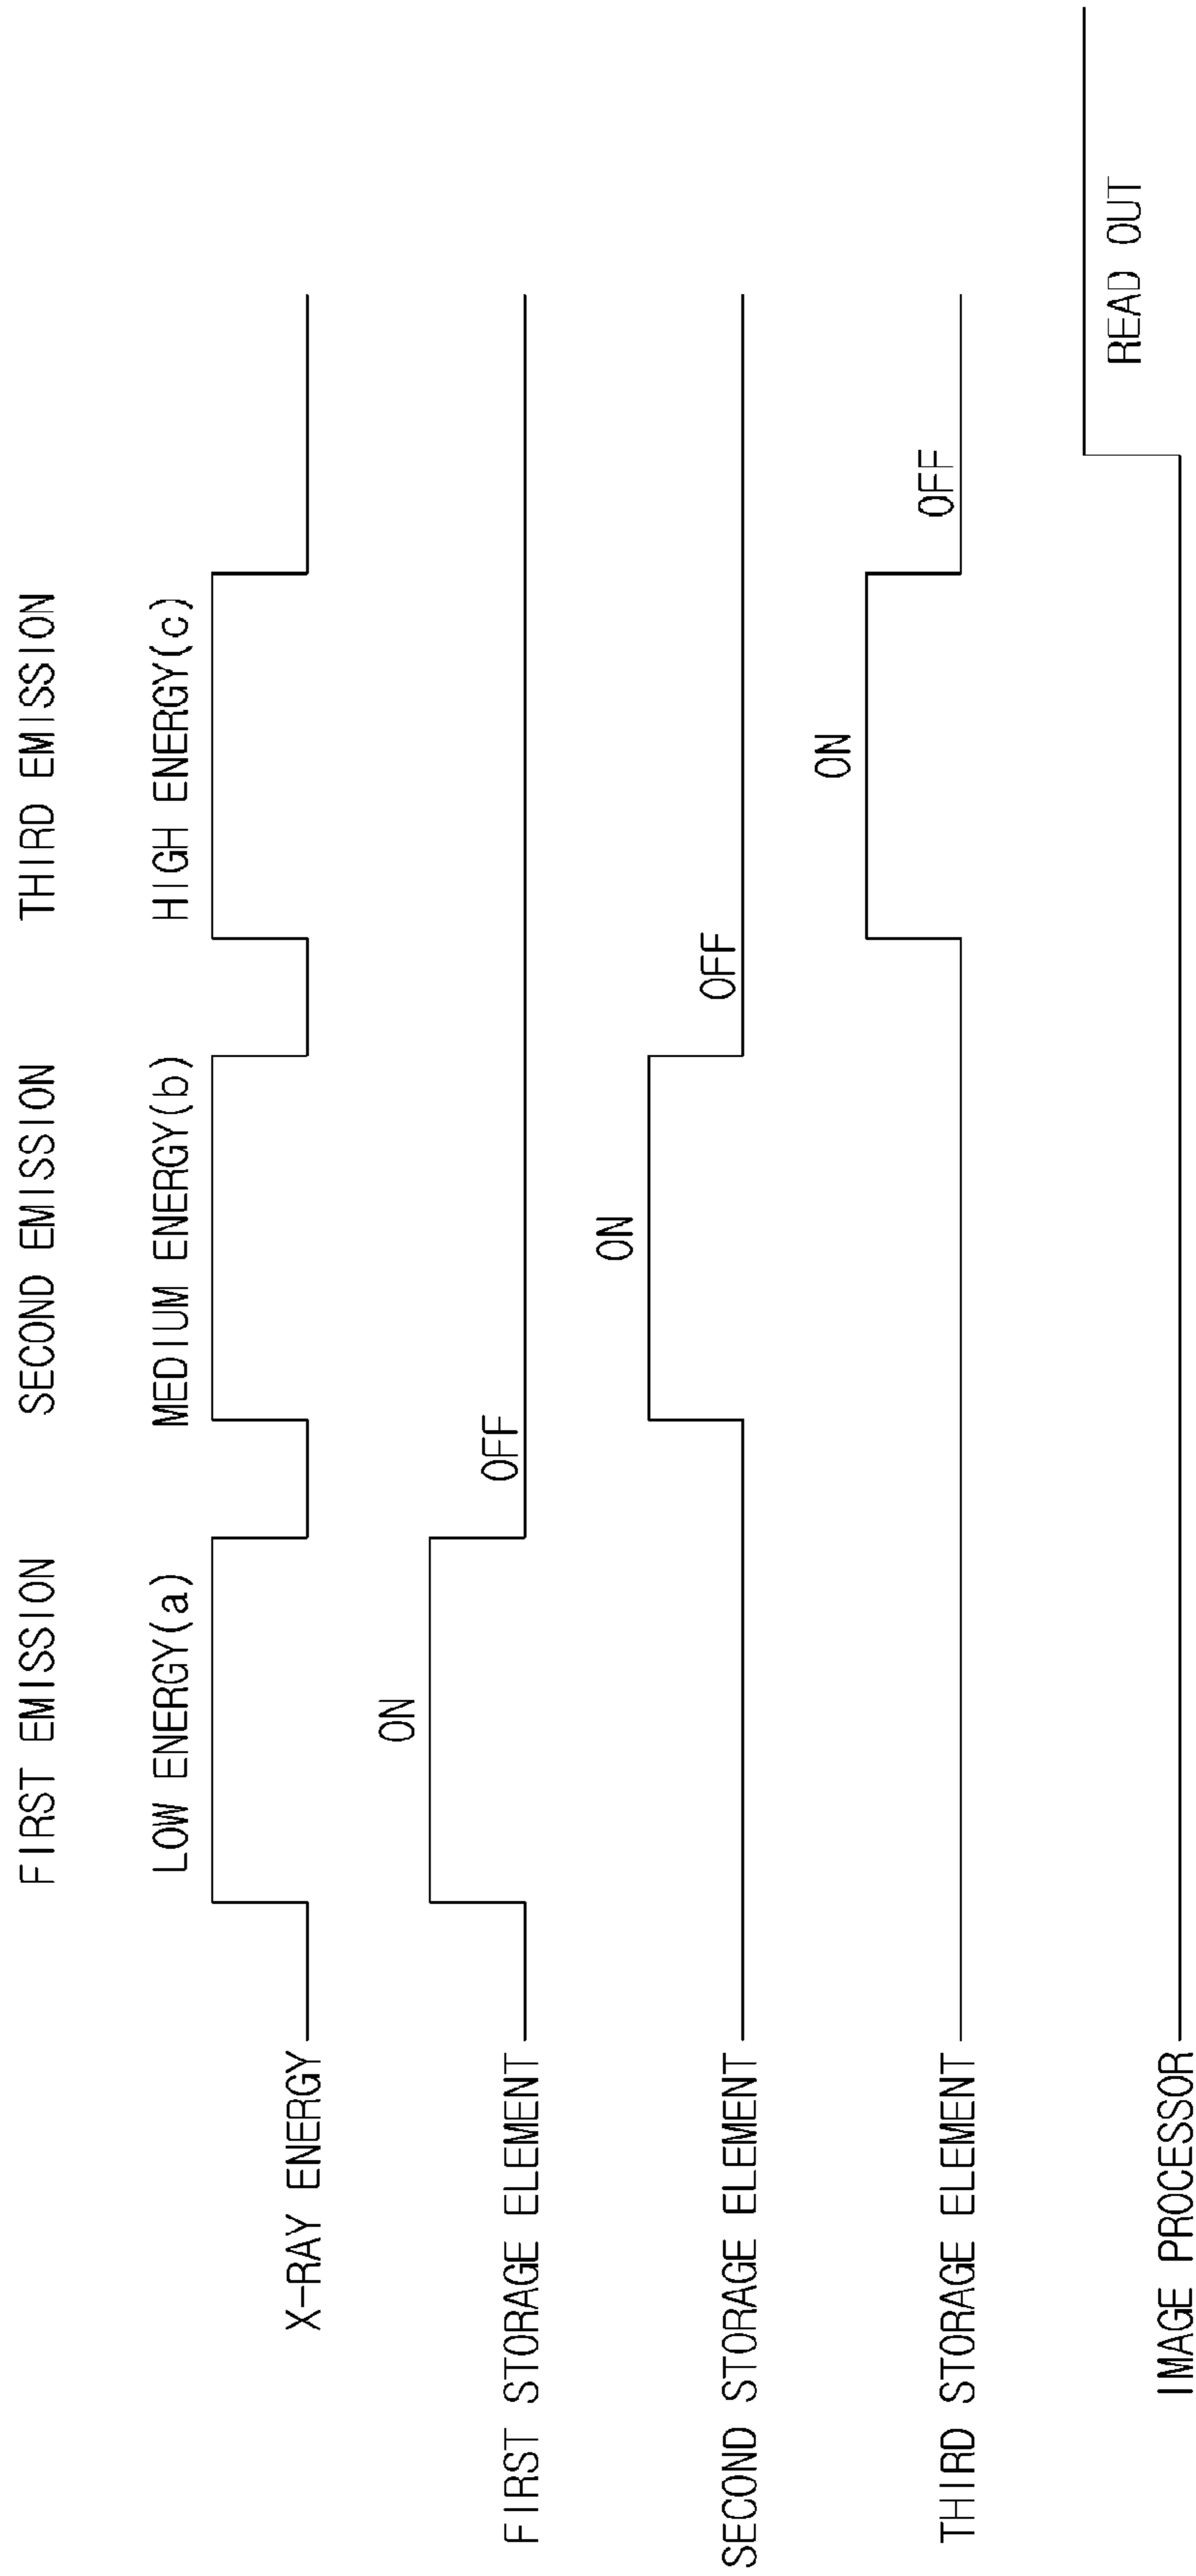 FIRST EMISSION
SECOND EMISSION
THIRD EMISSION
LOW ENERGY(a)
MEDIUM ENERGY(b)
HIGH ENERGY(c)
X-RAY ENERGY
ON
OFF
FIRST STORAGE ELEMENT
ON
OFF
SECOND STORAGE ELEMENT
ON
OFF
THIRD STORAGE ELEMENT
READ OUT
IMAGE PROCESSOR